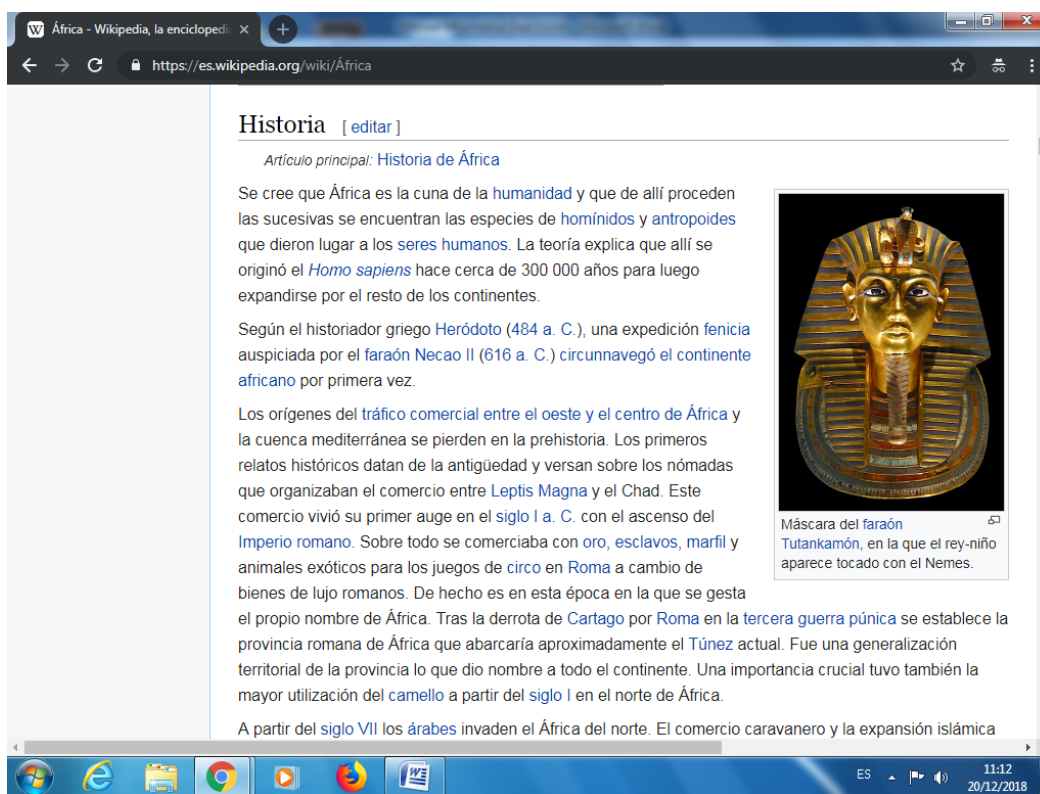 África - Wikipedia, la encicloped
https://es.wikipedia.org/wiki/África
Historia [ editar ]
Artículo principal: Historia de África
Se cree que África es la cuna de la humanidad y que de allí proceden
las sucesivas se encuentran las especies de homínidos y antropoides
que dieron lugar a los seres humanos. La teoría explica que allí se
originó el Homo sapiens hace cerca de 300 000 años para luego
expandirse por el resto de los continentes.
Según el historiador griego Heródoto (484 a. C.), una expedición fenicia
auspiciada por el faraón Necao II (616 a. C.) circunnavegó el continente
africano por primera vez.
Los orígenes del tráfico comercial entre el oeste y el centro de África y
la cuenca mediterránea se pierden en la prehistoria. Los primeros
relatos históricos datan de la antigüedad y versan sobre los nómadas
que organizaban el comercio entre Leptis Magna y el Chad. Este
comercio vivió su primer auge en el siglo I a. C. con el ascenso del
Imperio romano. Sobre todo se comerciaba con oro, esclavos, marfil y
animales exóticos para los juegos de circo en Roma a cambio de
bienes de lujo romanos. De hecho es en esta época en la que se gesta
el propio nombre de África. Tras la derrota de Cartago por Roma en la tercera guerra púnica se establece la
provincia romana de África que abarcaría aproximadamente el Túnez actual. Fue una generalización
territorial de la provincia lo que dio nombre a todo el continente. Una importancia crucial tuvo también la
mayor utilización del camello a partir del siglo I en el norte de África.
A partir del siglo VII los árabes invaden el África del norte. El comercio caravanero y la expansión islámica
Máscara del faraón
Tutankamón, en la que el rey-niño
aparece tocado con el Nemes.
ES
11:12
20/12/2018